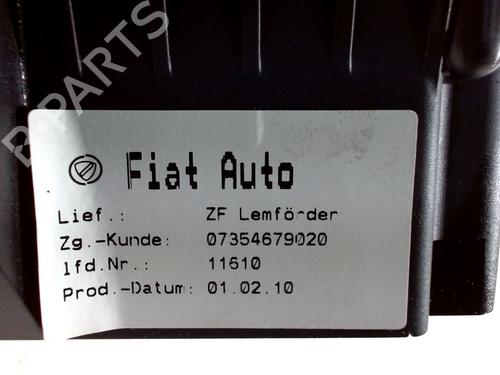 B-PARTS
Fiat Auto
Lief.: ZF Lemförder
Zg.-Kunde: 07354679020
lfd.Nr.: 11610
Prod.-Datum: 01.02.10